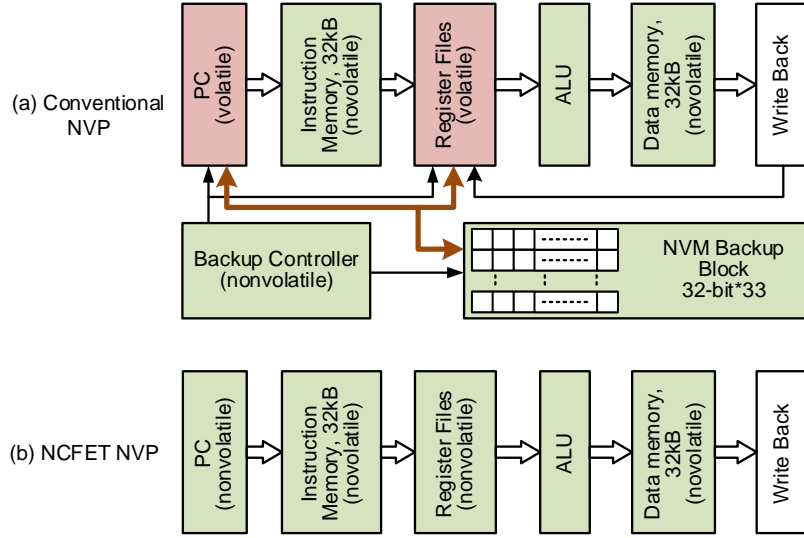 (a) Conventional
NVP
PC
(volatile)
Instruction
Memory, 32kB
(novolatile)
Register Files
(volatile)
ALU
Data memory,
32kB
(novolatile)
Write Back
Backup Controller
(nonvolatile)
NVM Backup
Block
32-bit*33
(b) NCFET NVP
PC
(nonvolatile)
Instruction
Memory, 32kB
(novolatile)
Register Files
(nonvolatile)
ALU
Data memory,
32kB
(novolatile)
Write Back